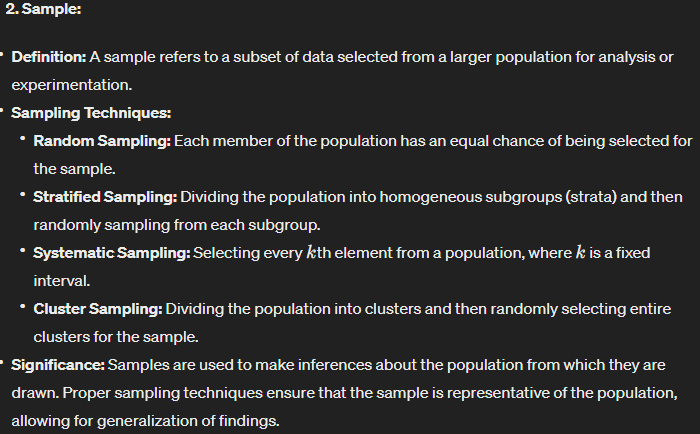 2. Sample:
• Definition: A sample refers to a subset of data selected from a larger population for analysis or
experimentation.
• Sampling Techniques:
• Random Sampling: Each member of the population has an equal chance of being selected for
the sample.
• Stratified Sampling: Dividing the population into homogeneous subgroups (strata) and then
randomly sampling from each subgroup.
• Systematic Sampling: Selecting every kth element from a population, where k is a fixed
interval.
• Cluster Sampling: Dividing the population into clusters and then randomly selecting entire
clusters for the sample.
• Significance: Samples are used to make inferences about the population from which they are
drawn. Proper sampling techniques ensure that the sample is representative of the population,
allowing for generalization of findings.